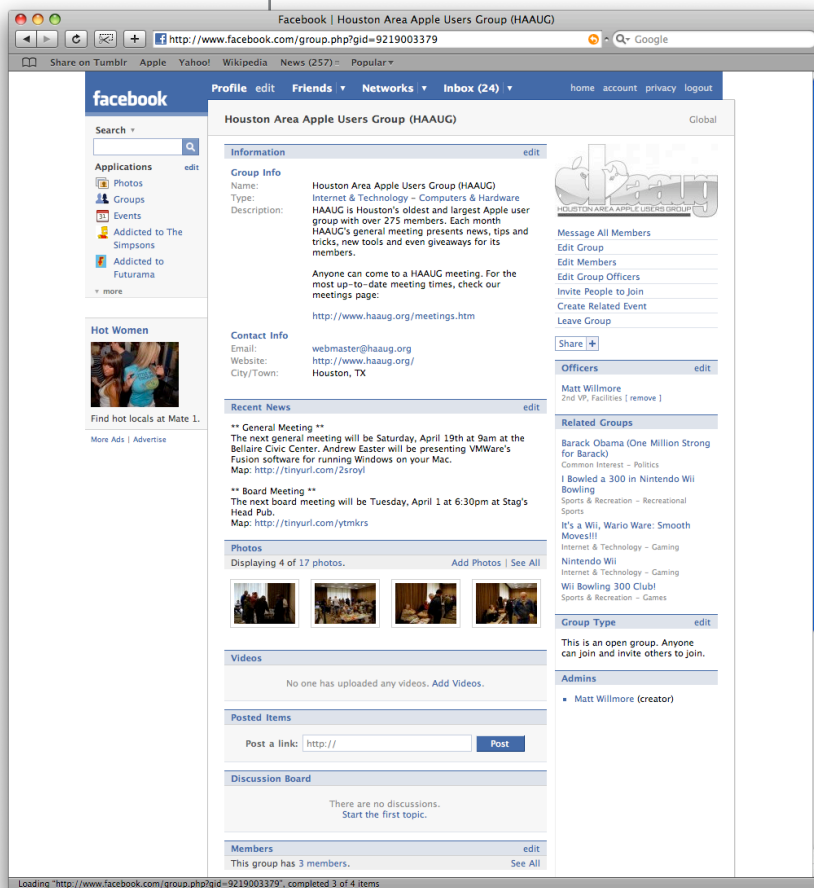 Facebook | Houston Area Apple Users Group (HAAUG)
http://www.facebook.com/group.php?gid=9219003379
Google
Share on Tumblr Apple Yahoo! Wikipedia News (257) Popular
facebook
Profile edit Friends Networks Inbox (24) home account privacy logout
Search
Applications edit
Photos
Groups
31 Events
Addicted to The
Simpsons
Addicted to
Futurama
more
Hot Women
Find hot locals at Mate 1.
More Ads | Advertise
Houston Area Apple Users Group (HAAUG) Global
Information edit
Group Info
Name: Houston Area Apple Users Group (HAAUG)
Type: Internet & Technology - Computers & Hardware
Description: HAAUG is Houston's oldest and largest Apple user
group with over 275 members. Each month
HAAUG's general meeting presents news, tips and
tricks, new tools and even giveaways for its
members.
Anyone can come to a HAAUG meeting. For the
most up-to-date meeting times, check our
meetings page:
http://www.haaug.org/meetings.htm
Contact Info
Email: webmaster@haaug.org
Website: http://www.haaug.org/
City/Town: Houston, TX
Recent News edit
** General Meeting **
The next general meeting will be Saturday, April 19th at 9am at the
Bellaire Civic Center. Andrew Easter will be presenting VMWare's
Fusion software for running Windows on your Mac.
Map: http://tinyurl.com/2sroyl
** Board Meeting **
The next board meeting will be Tuesday, April 1 at 6:30pm at Stag's
Head Pub.
Map: http://tinyurl.com/ytmkrs
Photos
Displaying 4 of 17 photos. Add Photos | See All
Videos
No one has uploaded any videos. Add Videos.
Posted Items
Post a link: http:// Post
Discussion Board
There are no discussions.
Start the first topic.
Members edit
This group has 3 members. See All
haaug
HOUSTON AREA APPLE USERS GROUP
Message All Members
Edit Group
Edit Members
Edit Group Officers
Invite People to Join
Create Related Event
Leave Group
Share +
Officers edit
Matt Willmore
2nd VP, Facilities [ remove ]
Related Groups
Barack Obama (One Million Strong
for Barack)
Common Interest - Politics
I Bowled a 300 in Nintendo Wii
Bowling
Sports & Recreation - Recreational
Sports
It's a Wii, Wario Ware: Smooth
Moves!!!
Internet & Technology - Gaming
Nintendo Wii
Internet & Technology - Gaming
Wii Bowling 300 Club!
Sports & Recreation - Games
Group Type edit
This is an open group. Anyone
can join and invite others to join.
Admins
Matt Willmore (creator)
Loading "http://www.facebook.com/group.php?gid=9219003379", completed 3 of 4 items